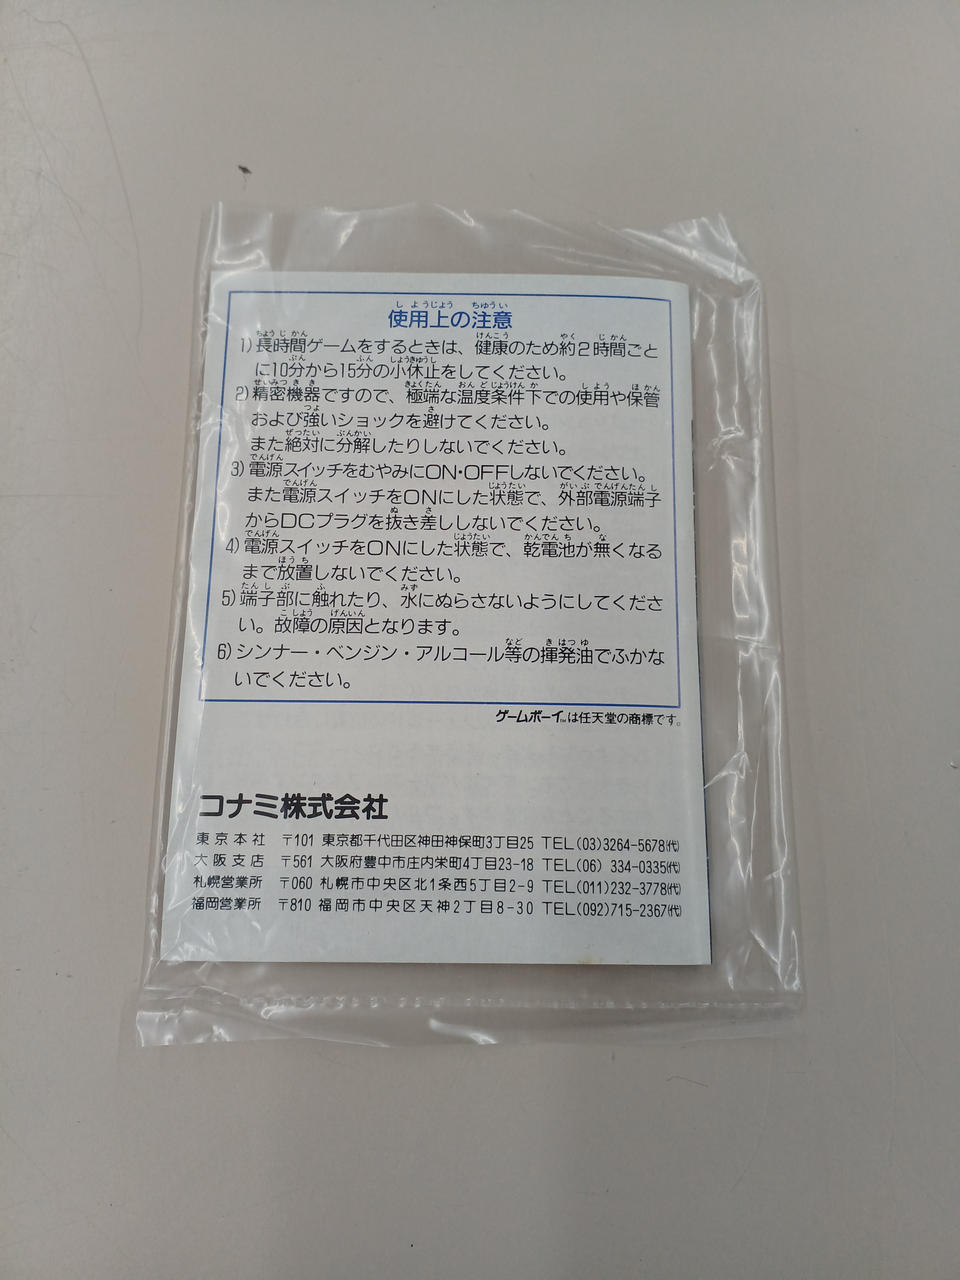 使用上の注意
1)長時間ゲームをするときは、健康のため約2時間ごと
に10分から15分の小休止をしてください。
2)精密機器ですので、極端な温度条件下での使用や保管
および強いショックを避けてください。
また絶対に分解したりしないでください。
3)電源スイッチをむやみにON・OFFしないでください。
また電源スイッチをONにした状態で、外部電源端子
からDCプラグを抜き差ししないでください。
4)電源スイッチをONにした状態で、乾電池が無くなる
まで放置しないでください。
5)端子部に触れたり、水にぬらさないようにしてくださ
い。故障の原因となります。
6)シンナー・ベンジン・アルコール等の揮発油でふかな
いでください。
ゲームボーイ™は任天堂の商標です。
コナミ株式会社
東京本社 〒101 東京都千代田区神田神保町3丁目25 TEL(03)3264-5678(代)
大阪支店 〒561 大阪府豊中市庄内栄町4丁目23-18 TEL(06) 334-0335(代)
札幌営業所 〒060 札幌市中央区北1条西5丁目2-9 TEL(011)232-3778(代)
福岡営業所 〒810 福岡市中央区天神2丁目8-30 TEL(092)715-2367(代)